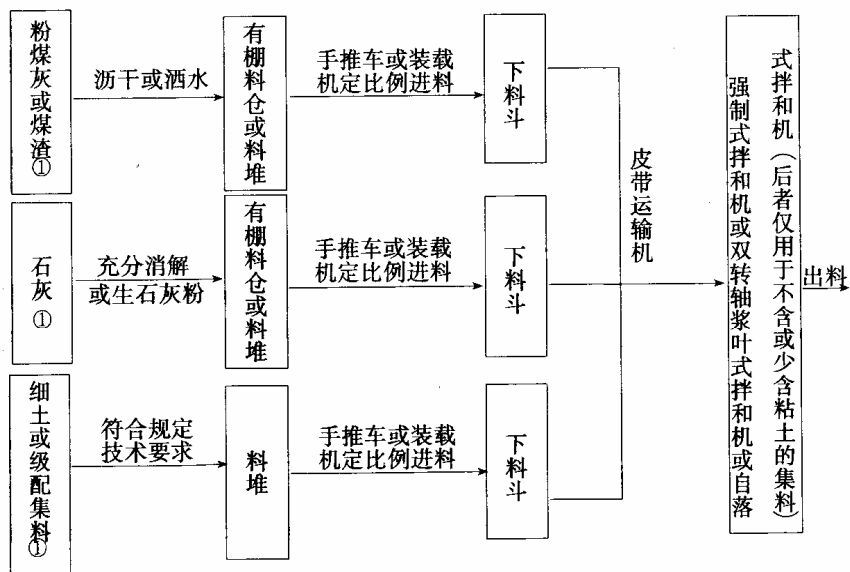 粉煤灰或煤渣①
沥干或洒水
有棚料仓或料堆
手推车或装载
机定比例进料
下料斗
石灰①
充分消解
或生石灰粉
有棚料仓或料堆
手推车或装载
机定比例进料
下料斗
细土或级配集料①
符合规定
技术要求
料堆
手推车或装载
机定比例进料
下料斗
皮带运输机
强制式拌和机或双转轴浆叶式拌和机或自落
式拌和机(后者仅用于不含或少含粘土的集料)
出料